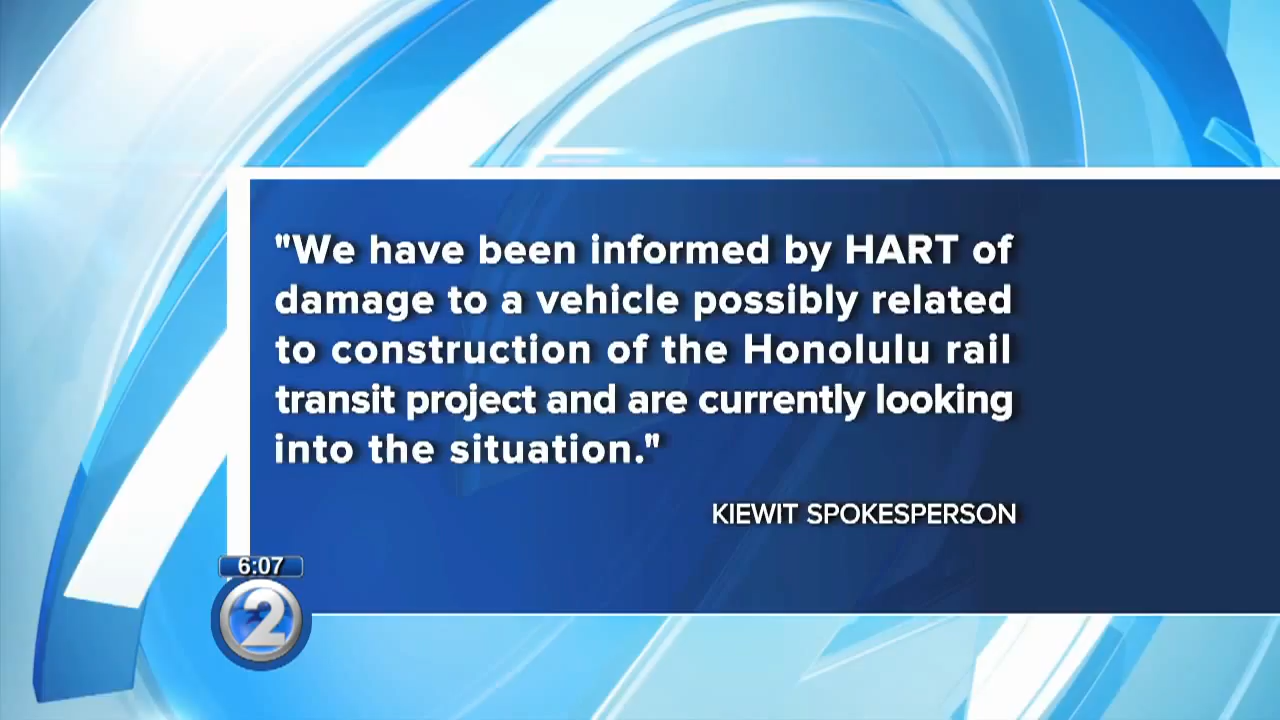 "We have been informed by HART of
damage to a vehicle possibly related
to construction of the Honolulu rail
transit project and are currently looking
into the situation."
KIEWIT SPOKESPERSON
6:07
2